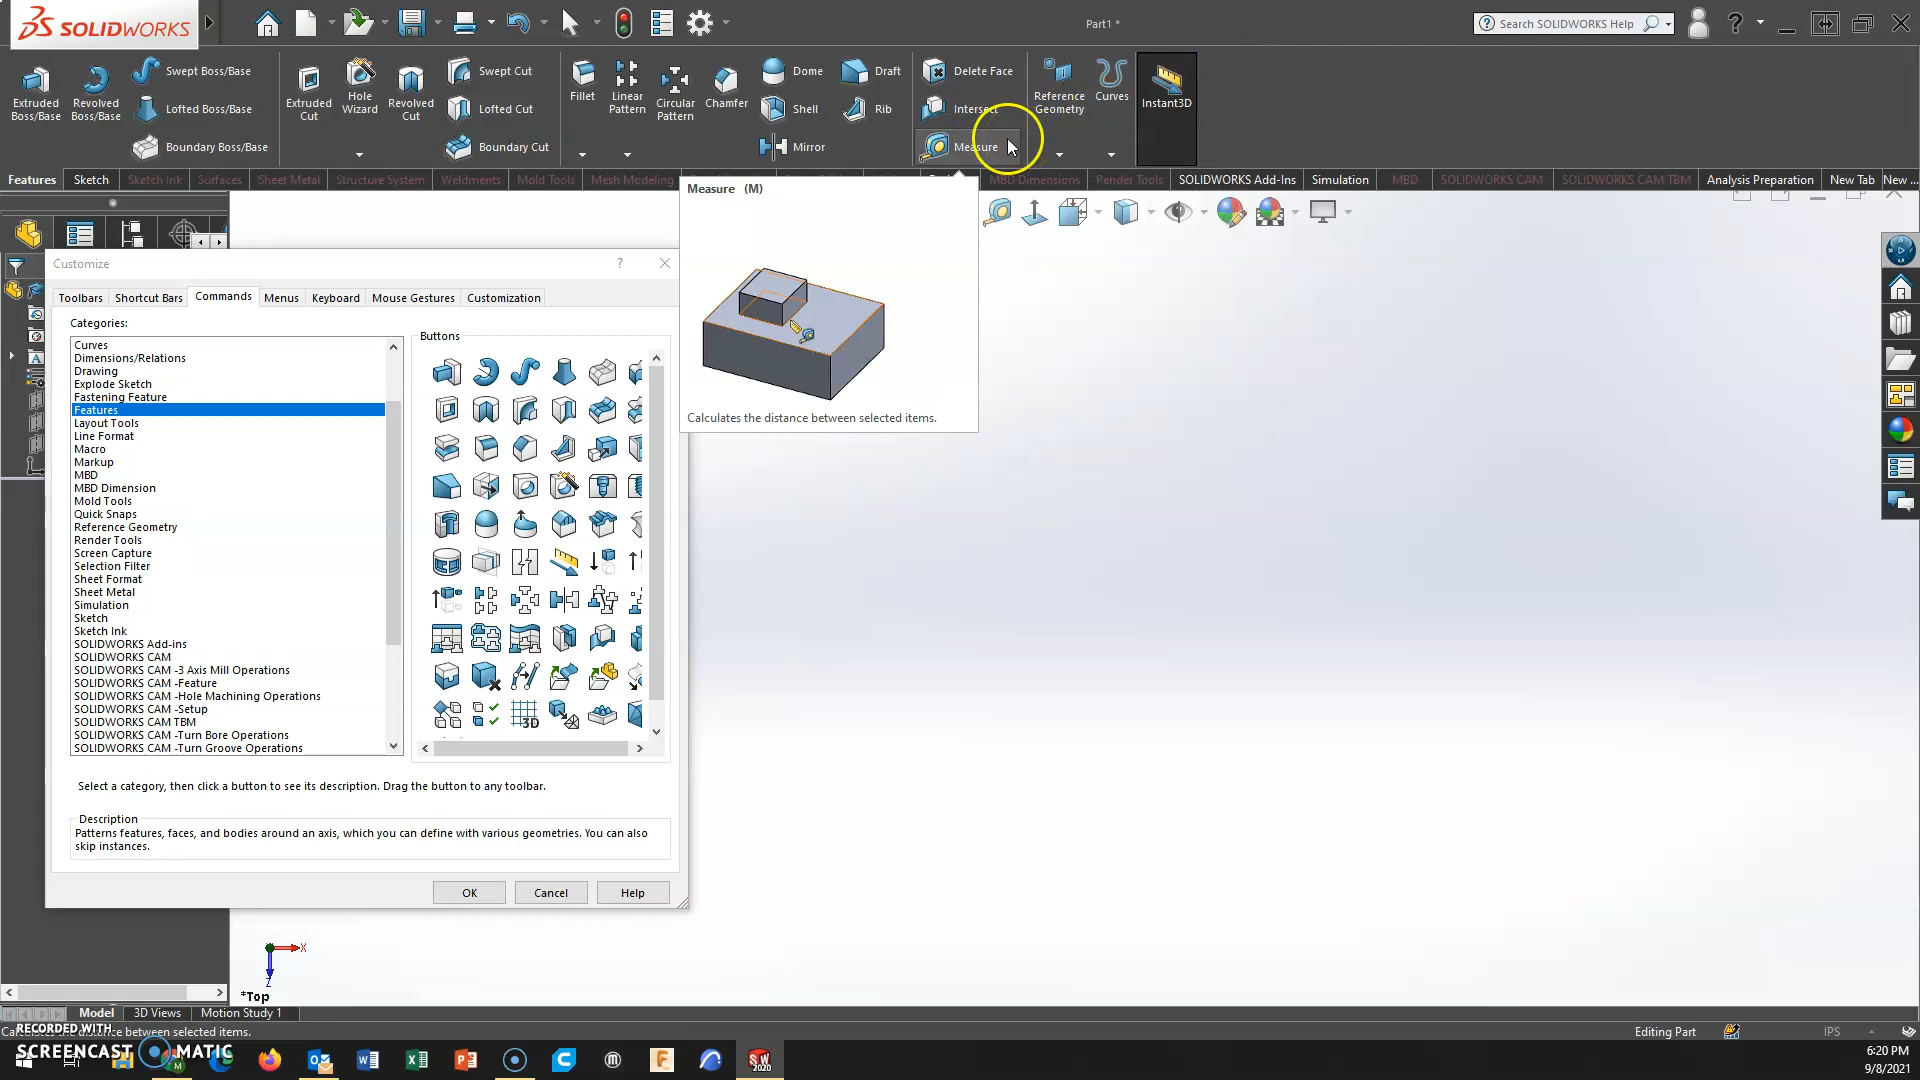 SOLIDWORKS
Part1 *
Search SOLIDWORKS Help
Extruded Boss/Base
Revolved Boss/Base
Swept Boss/Base
Lofted Boss/Base
Boundary Boss/Base
Extruded Cut
Hole Wizard
Revolved Cut
Swept Cut
Lofted Cut
Boundary Cut
Fillet
Linear Pattern
Circular Pattern
Chamfer
Dome
Shell
Mirror
Draft
Rib
Delete Face
Intersect
Measure
Reference Geometry
Curves
Instant3D
Features
Sketch
Sketch Ink
Surfaces
Sheet Metal
Structure System
Weldments
Mold Tools
Mesh Modeling
MBD Dimensions
Render Tools
SOLIDWORKS Add-Ins
Simulation
MBD
SOLIDWORKS CAM
SOLIDWORKS CAM TBM
Analysis Preparation
New Tab
New ...
Measure (M)
Calculates the distance between selected items.
Customize
Toolbars
Shortcut Bars
Commands
Menus
Keyboard
Mouse Gestures
Customization
Categories:
Curves
Dimensions/Relations
Drawing
Explode Sketch
Fastening Feature
Features
Layout Tools
Line Format
Macro
Markup
MBD
MBD Dimension
Mold Tools
Quick Snaps
Reference Geometry
Render Tools
Screen Capture
Selection Filter
Sheet Format
Sheet Metal
Simulation
Sketch
Sketch Ink
SOLIDWORKS Add-ins
SOLIDWORKS CAM
SOLIDWORKS CAM -3 Axis Mill Operations
SOLIDWORKS CAM -Feature
SOLIDWORKS CAM -Hole Machining Operations
SOLIDWORKS CAM -Setup
SOLIDWORKS CAM TBM
SOLIDWORKS CAM -Turn Bore Operations
SOLIDWORKS CAM -Turn Groove Operations
Buttons
3D
Select a category, then click a button to see its description. Drag the button to any toolbar.
Description
Patterns features, faces, and bodies around an axis, which you can define with various geometries. You can also
skip instances.
OK
Cancel
Help
X
Z
*Top
Model
3D Views
Motion Study 1
distance between selected items.
Editing Part
IPS
RECORDED WITH
SCREENCAST MATIC
SW 2020
6:20 PM
9/8/2021